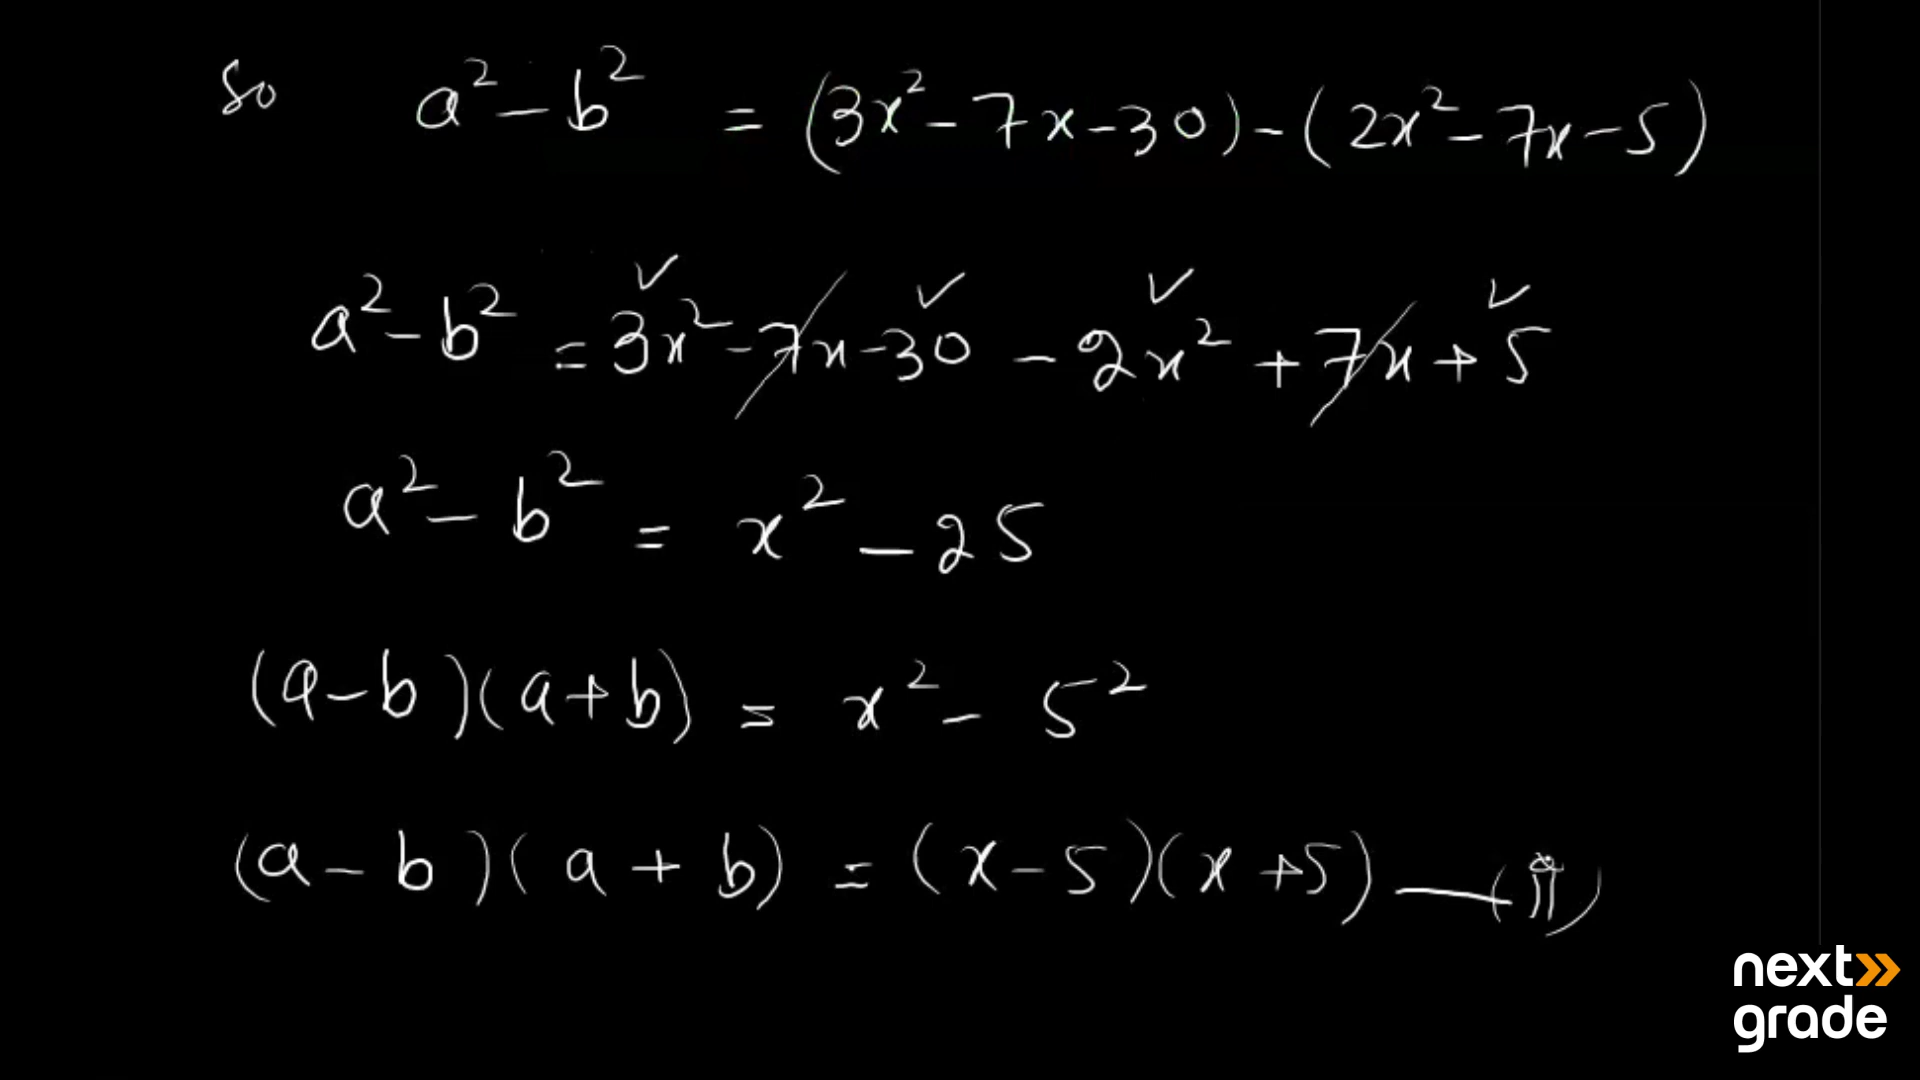 So a² - b² = (3x² - 7x - 30) - (2x² - 7x - 5)
a² - b² = 3x² - 7x - 30 - 2x² + 7x + 5
a² - b² = x² - 25
(a - b)(a + b) = x² - 5²
(a - b)(a + b) = (x - 5)(x + 5) — (ii)
next
grade